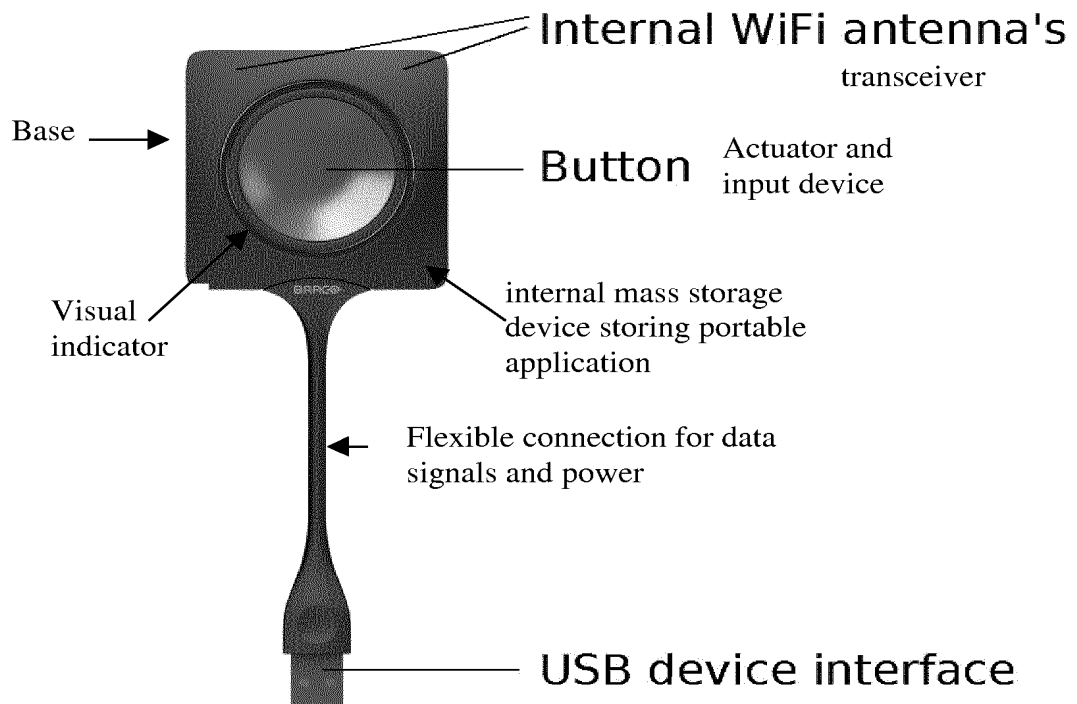 Internal WiFi antenna's
transceiver
Base
Button
Actuator and
input device
BARCO
Visual
indicator
internal mass storage
device storing portable
application
Flexible connection for data
signals and power
USB device interface